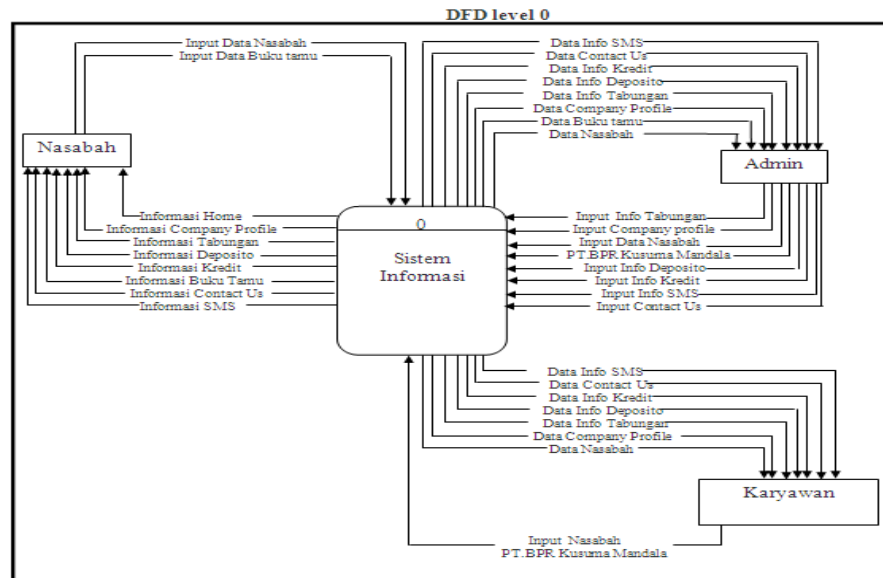 DFD level 0
Input Data Nasabah
Input Data Buku tamu
Nasabah
Informasi Home
Informasi Company Profile
Informasi Tabungan
Informasi Deposito
Informasi Kredit
Informasi Buku Tamu
Informasi Contact Us
Informasi SMS
0
Sistem
Informasi
Data Info SMS
Data Contact Us
Data Info Kredit
Data Info Deposito
Data Info Tabungan
Data Company Profile
Data Buku tamu
Data Nasabah
Admin
Input Info Tabungan
Input Company profile
Input Data Nasabah
PT.BPR Kusuma Mandala
Input Info Deposito
Input Info Kredit
Input Info SMS
Input Contact Us
Data Info SMS
Data Contact Us
Data Info Kredit
Data Info Deposito
Data Info Tabungan
Data Company Profile
Data Nasabah
Karyawan
Input Nasabah
PT.BPR Kusuma Mandala